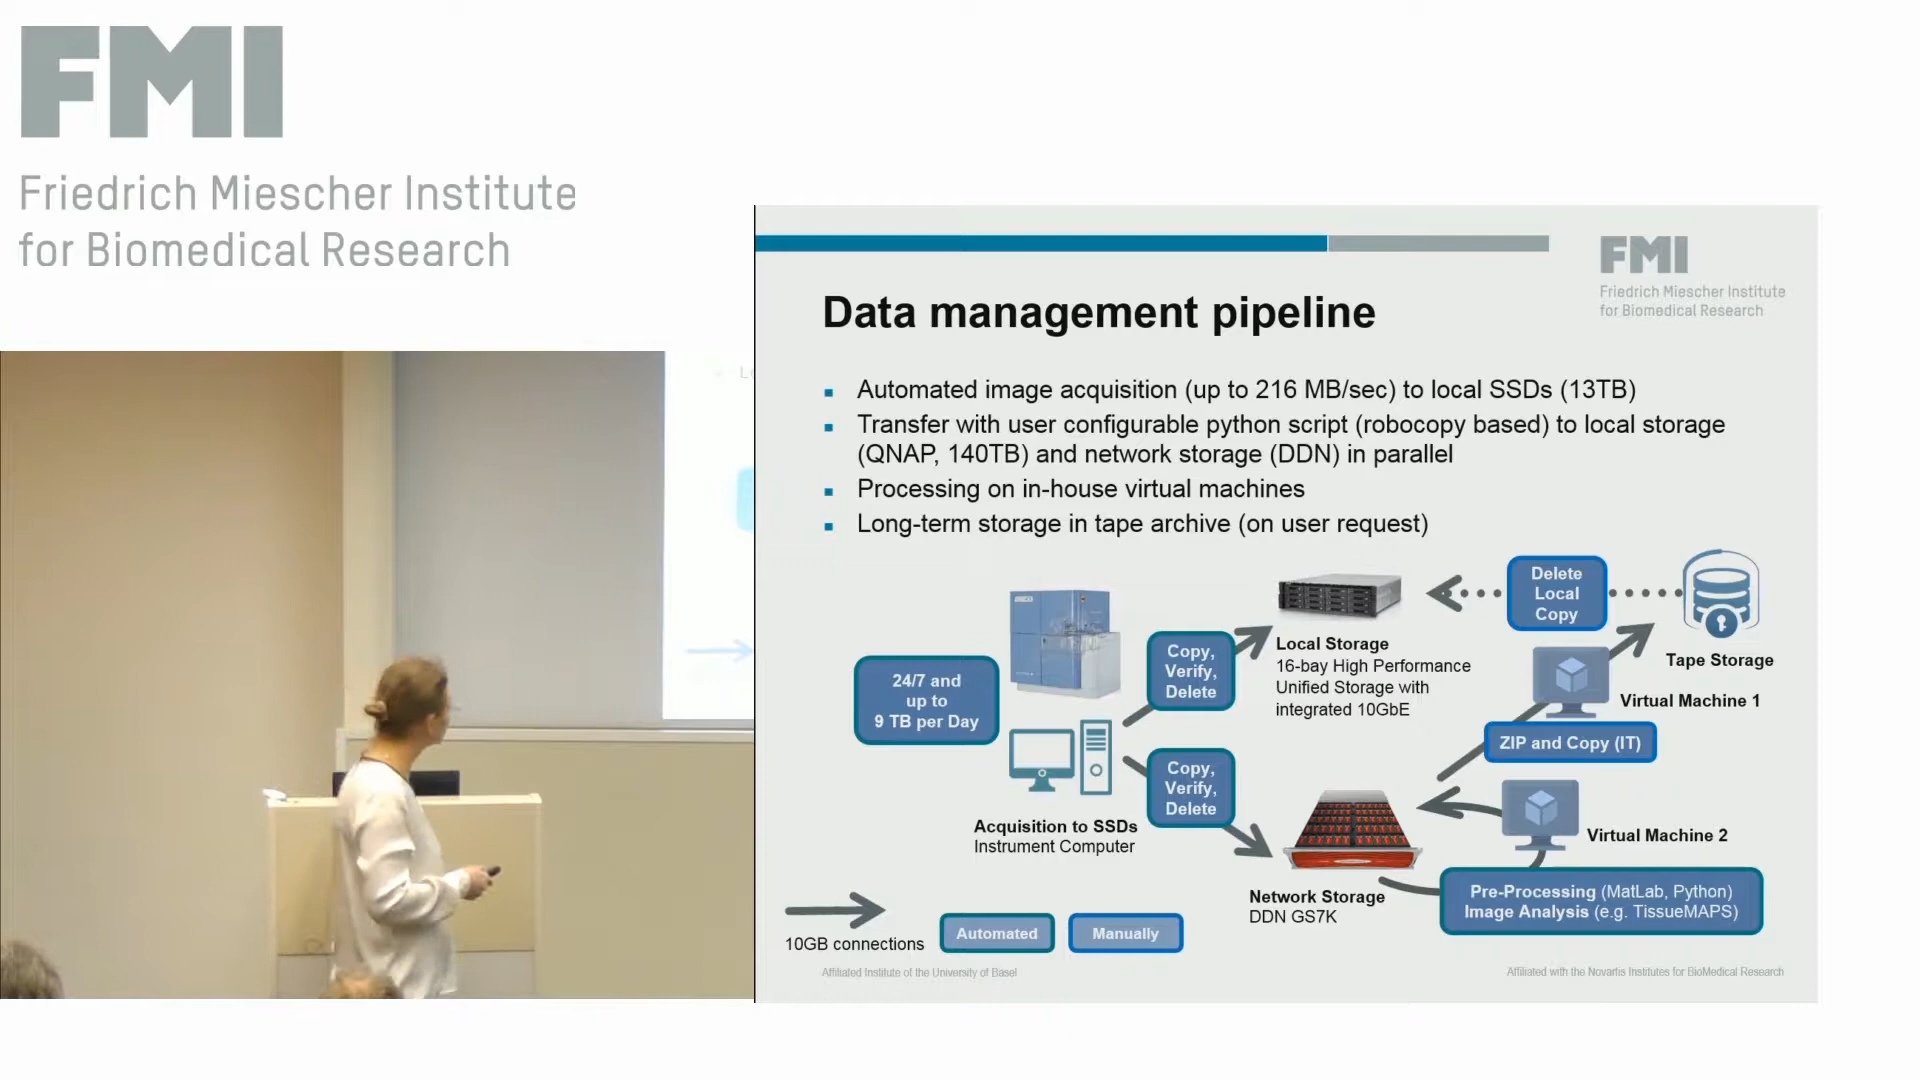 FMI
Friedrich Miescher Institute
for Biomedical Research
FMI
Friedrich Miescher Institute
for Biomedical Research
Data management pipeline
Automated image acquisition (up to 216 MB/sec) to local SSDs (13TB)
Transfer with user configurable python script (robocopy based) to local storage
(QNAP, 140TB) and network storage (DDN) in parallel
Processing on in-house virtual machines
Long-term storage in tape archive (on user request)
24/7 and
up to
9 TB per Day
Acquisition to SSDs
Instrument Computer
Copy,
Verify,
Delete
Copy,
Verify,
Delete
Local Storage
16-bay High Performance
Unified Storage with
integrated 10GbE
Delete
Local
Copy
Tape Storage
Virtual Machine 1
ZIP and Copy (IT)
Virtual Machine 2
Network Storage
DDN GS7K
Pre-Processing (MatLab, Python)
Image Analysis (e.g. TissueMAPS)
10GB connections
Automated
Manually
Affiliated Institute of the University of Basel
Affiliated with the Novartis Institutes for BioMedical Research